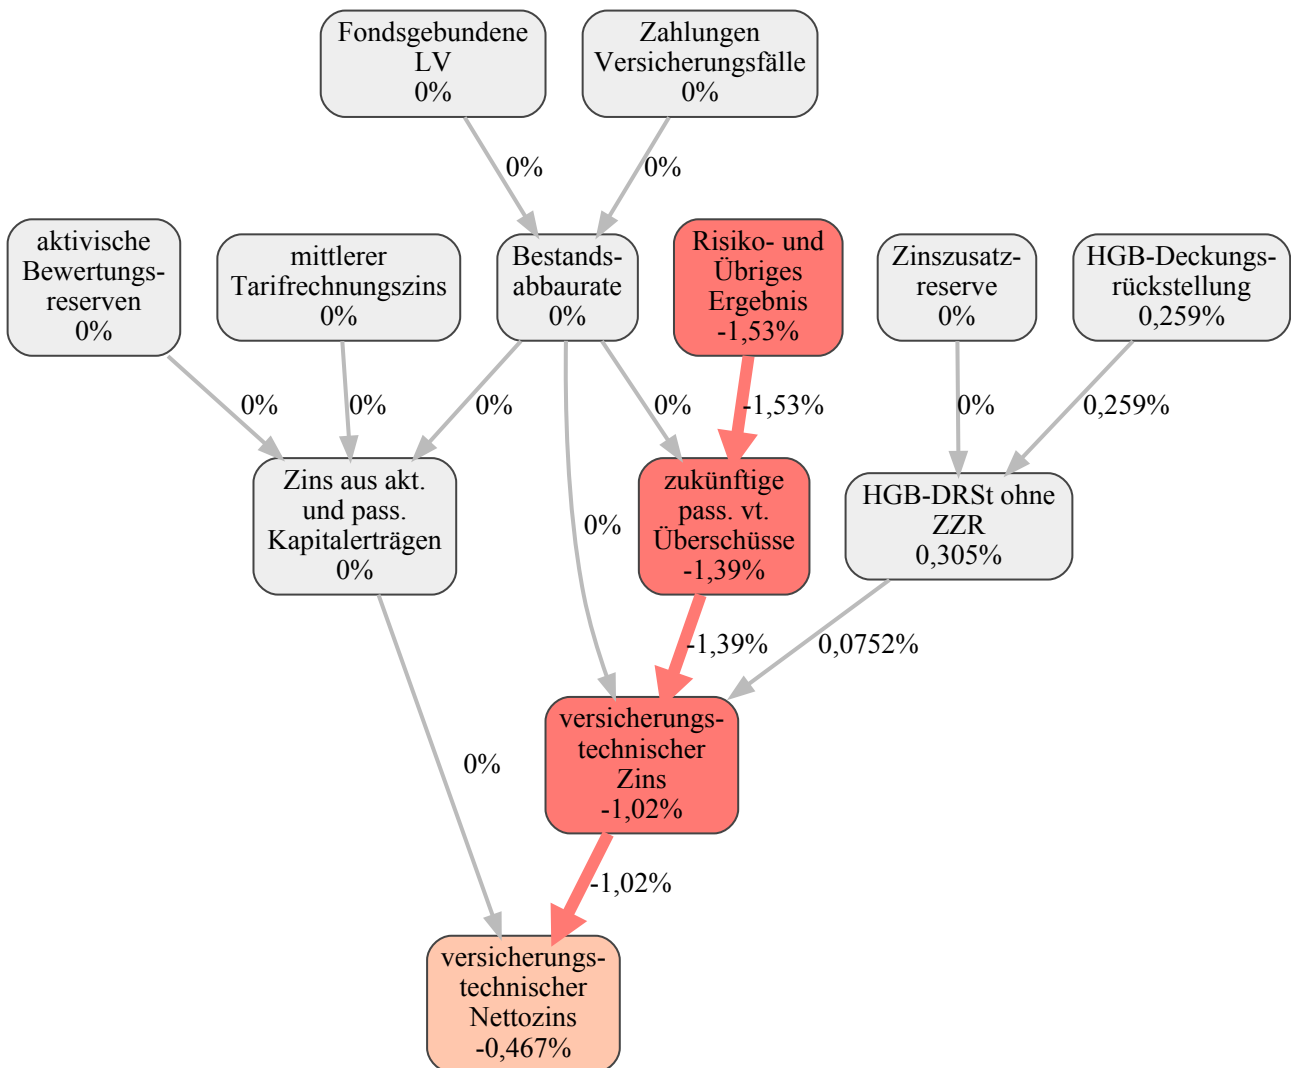 Fondsgebundene
LV
0%
Zahlungen
Versicherungsfälle
0%
0%
0%
aktivische
Bewertungs-
reserven
0%
mittlerer
Tarifrechnungszins
0%
Bestands-
abbaurate
0%
Risiko- und
Übriges
Ergebnis
-1,53%
Zinszusatz-
reserve
0%
HGB-Deckungs-
rückstellung
0,259%
0%
0%
0%
0%
-1,53%
0%
0,259%
Zins aus akt.
und pass.
Kapitalerträgen
0%
0%
zukünftige
pass. vt.
Überschüsse
-1,39%
HGB-DRSt ohne
ZZR
0,305%
-1,39%
0,0752%
0%
versicherungs-
technischer
Zins
-1,02%
-1,02%
versicherungs-
technischer
Nettozins
-0,467%